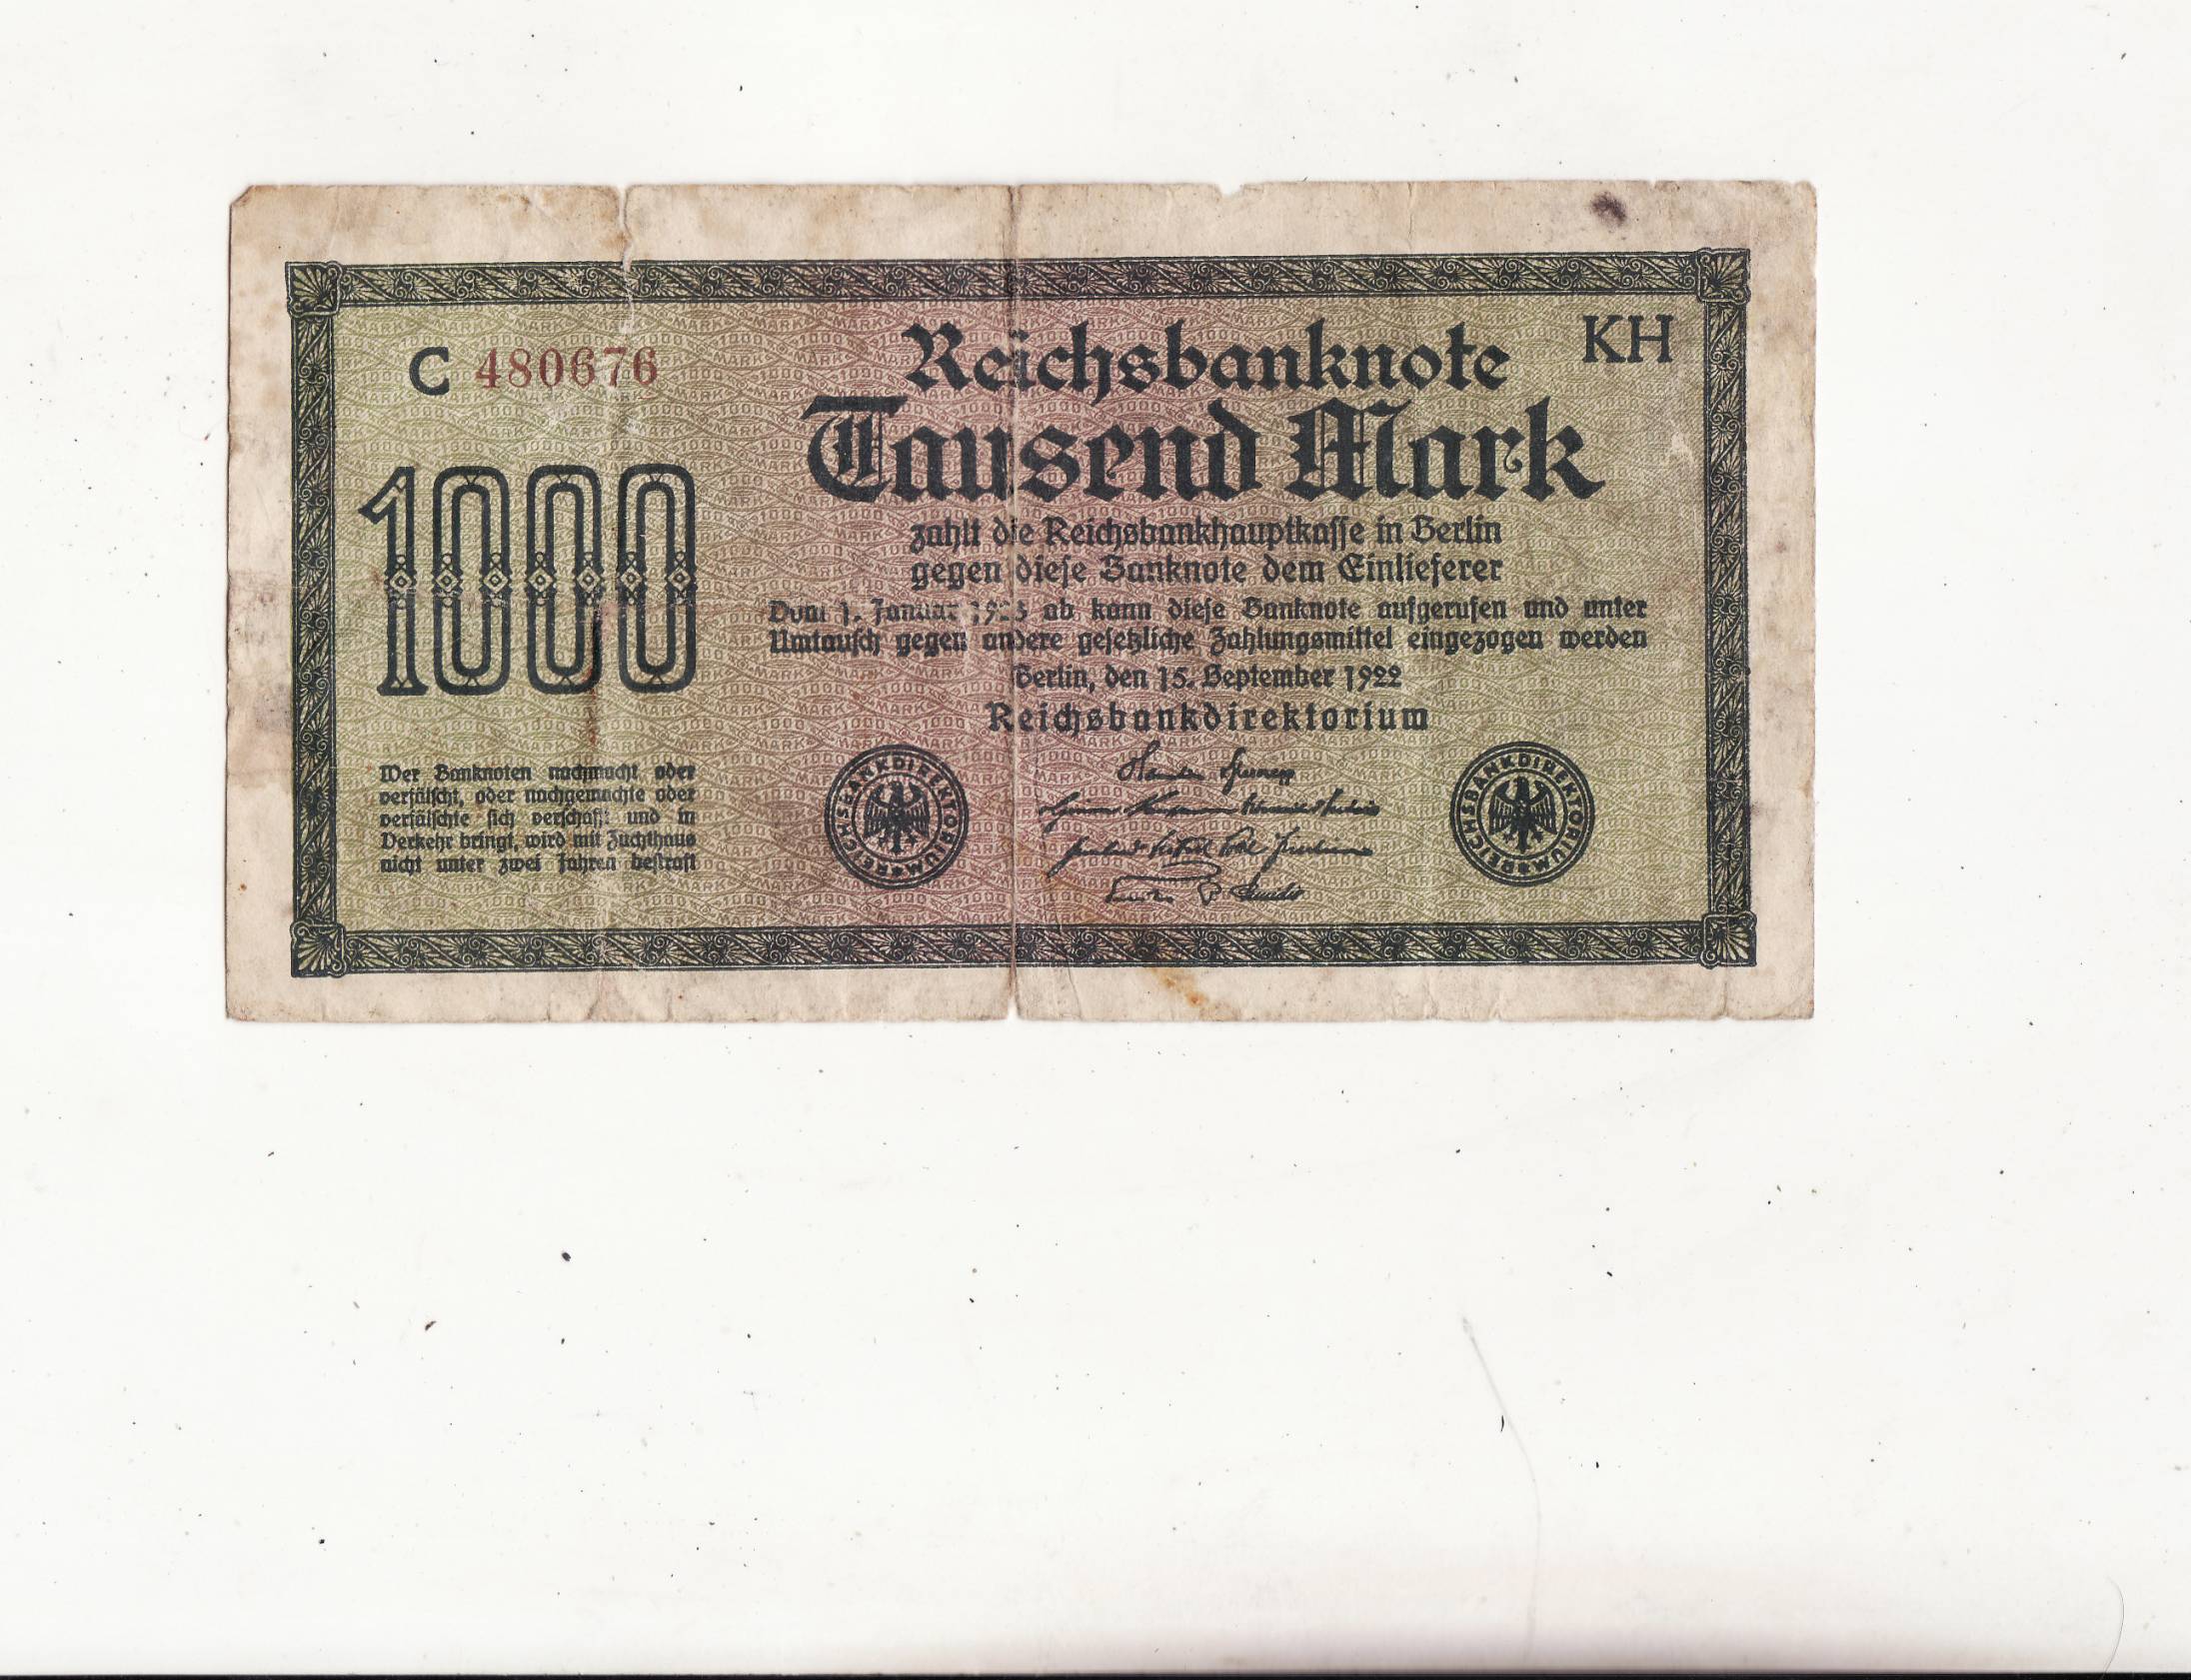 C 480676
KH
Reichsbanknote
Tausend Mark
zahlt die Reichsbankhauptkasse in Berlin
gegen diese Banknote dem Einlieferer
Vom 1. Januar 1923 ab kann diese Banknote aufgerufen und unter
Umtausch gegen andere gesetzliche Zahlungsmittel eingezogen werden
Berlin, den 15. September 1922
Reichsbankdirektorium
1000
Wer Banknoten nachmacht oder
verfälscht, oder nachgemachte oder
verfälschte sich verschafft und in
Verkehr bringt, wird mit Zuchthaus
nicht unter zwei Jahren bestraft
REICHSBANKDIREKTORIUM
REICHSBANKDIREKTORIUM